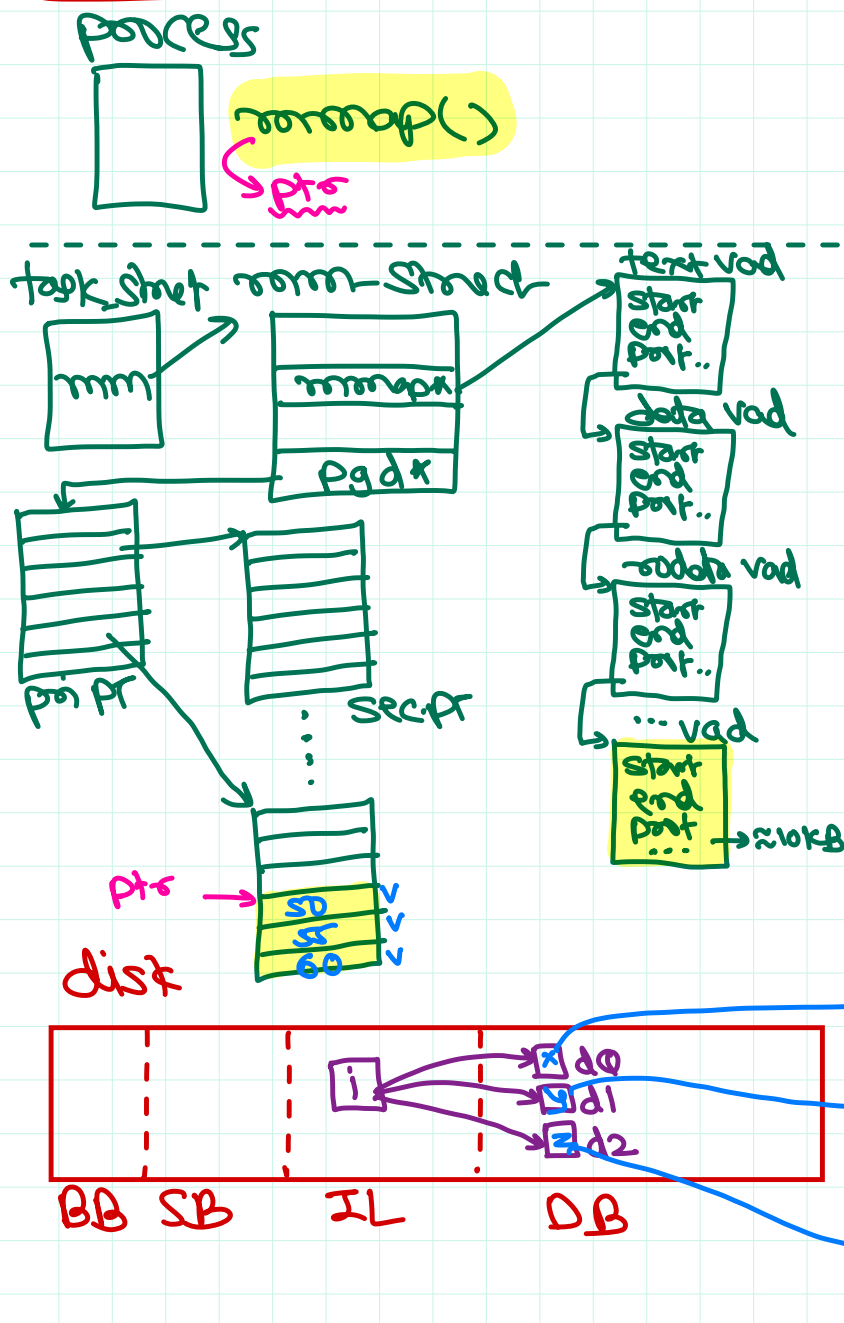 process
mmap()
ptr
task_struct mm_struct
text vad
mm
mmap*
pgd*
start
end
port..
data vad
start
end
port..
rodata vad
start
end
port..
pri PT
sec.PT
.... vad
start
end
port
....
≈10KB
ptr
50 v
55 v
60 v
disk
i
x d0
y d1
z d2
BB SB IL DB